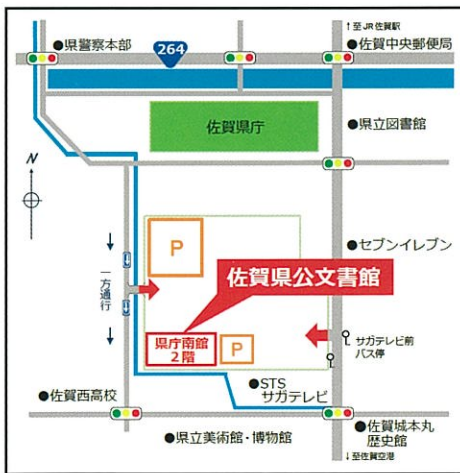 ↑至JR佐賀駅
●県警察本部
264
●佐賀中央郵便局
佐賀県庁
●県立図書館
N
P
●セブンイレブン
佐賀県公文書館
一方通行
県庁南館
2階
P
サガテレビ前
バス停
●STS
サガテレビ
●佐賀西高校
●佐賀城本丸
歴史館
●県立美術館・博物館
↓至佐賀空港